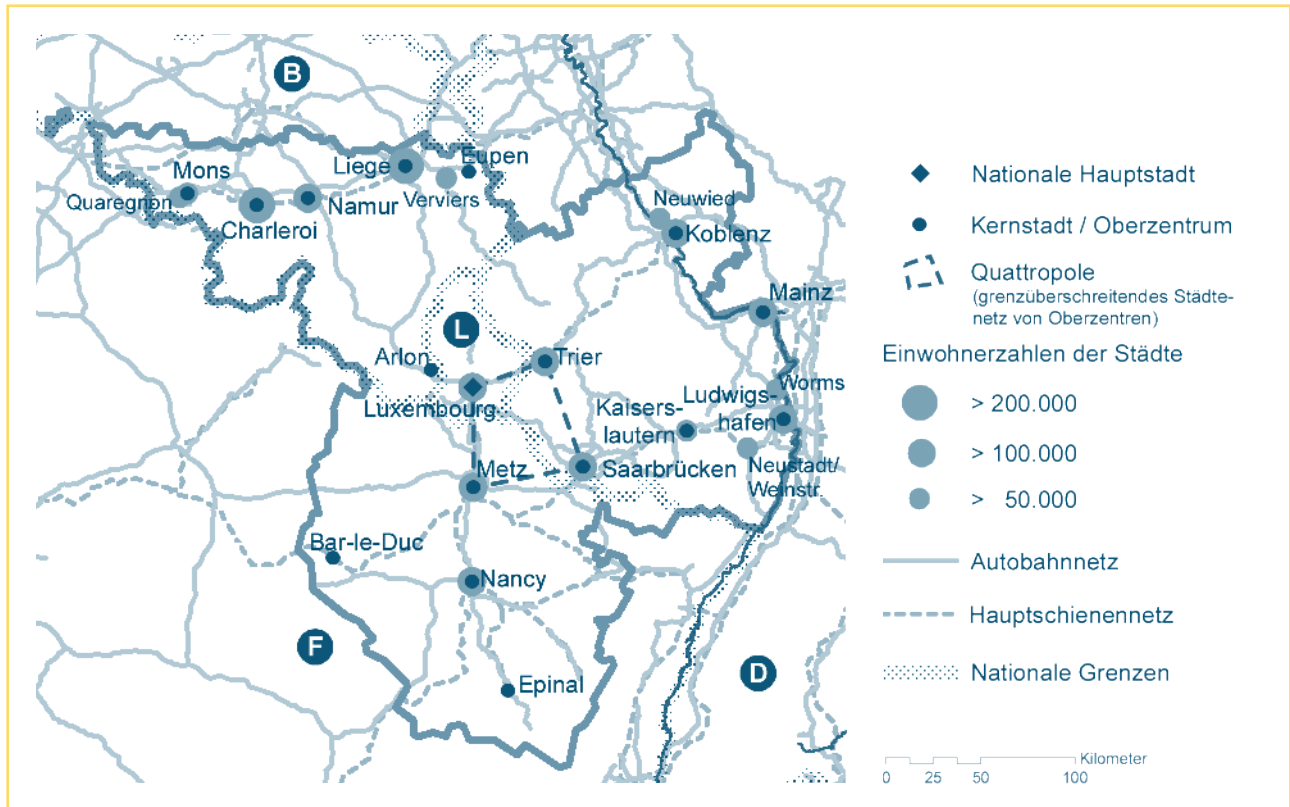 B
Mons
Liege
Eupen
Quaregnon
Namur
Verviers
Charleroi
Neuwied
Koblenz
Mainz
L
Arlon
Trier
Luxembourg
Worms
Ludwigs-
hafen
Kaisers-
lautern
Metz
Saarbrücken
Neustadt/
Weinstr.
Bar-le-Duc
Nancy
F
D
Epinal
Nationale Hauptstadt
Kernstadt / Oberzentrum
Quattropole
(grenzüberschreitendes Städte-
netz von Oberzentren)
Einwohnerzahlen der Städte
> 200.000
> 100.000
> 50.000
Autobahnnetz
Hauptschienennetz
Nationale Grenzen
Kilometer
0 25 50 100